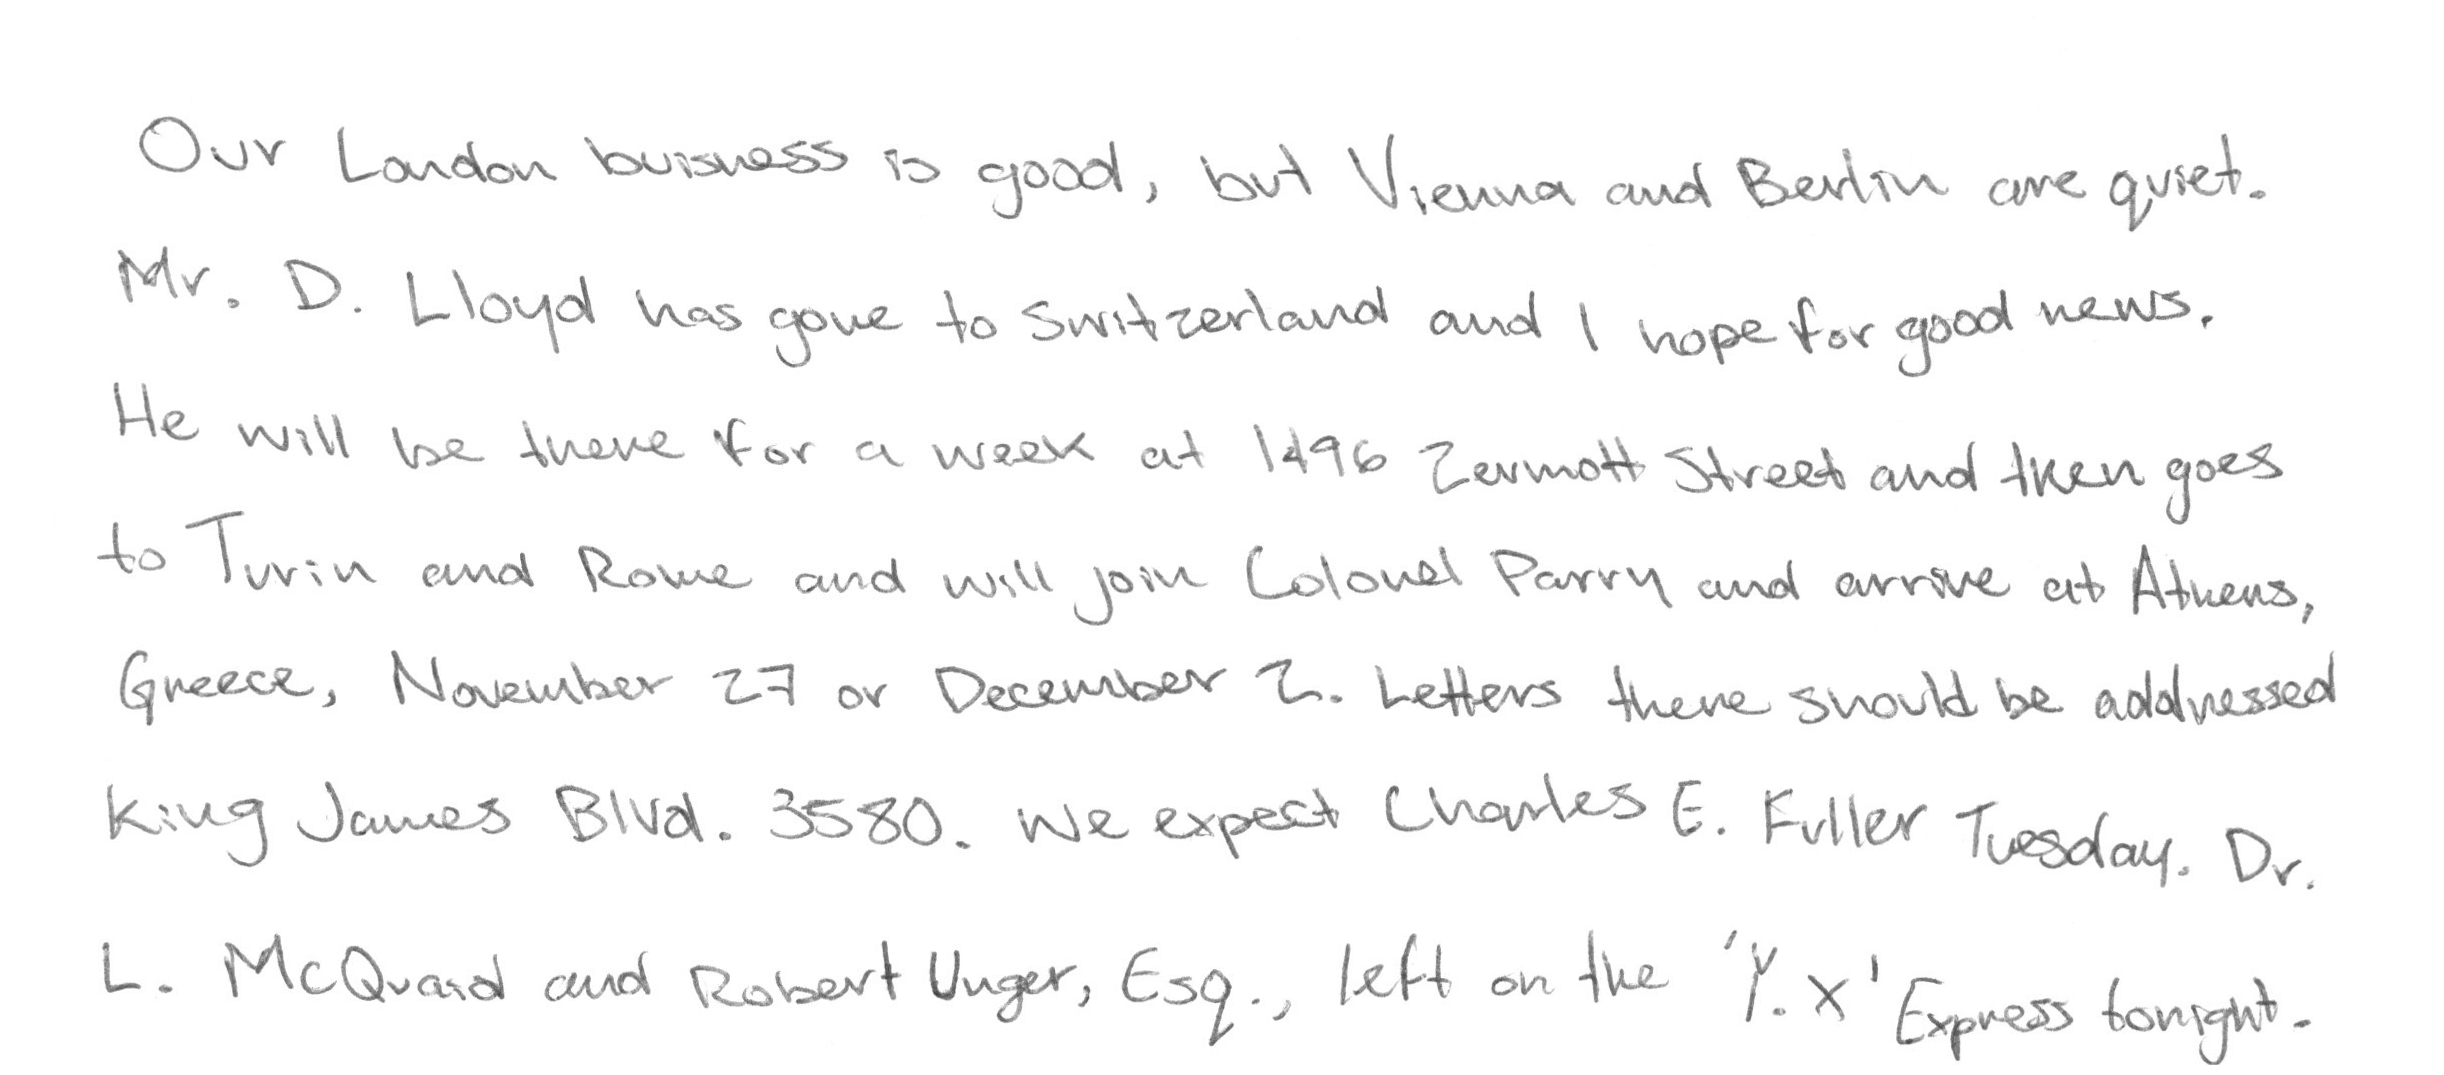 Our London buisness is good, but Vienna and Berlin are quiet.
Mr. D. Lloyd has gone to Switzerland and I hope for good news.
He will be there for a week at 1496 Zermott Street and then goes
to Turin and Rome and will join Colonel Parry and arrive at Athens,
Greece, November 27 or December 2. Letters there should be addressed
King James Blvd. 3580. We expect Charles E. Fuller Tuesday. Dr.
L. McQuaid and Robert Unger, Esq., left on the 'Y.X' Express tonight.